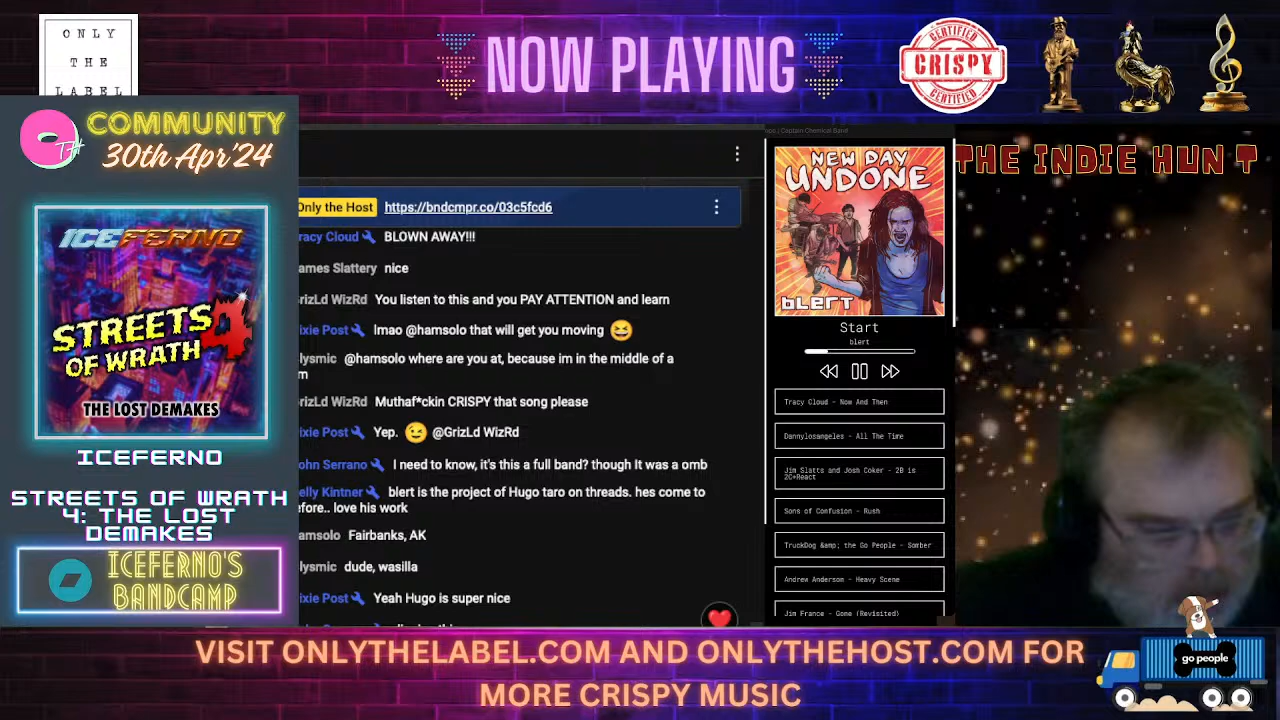 ONLY
THE
LABEL
NOW PLAYING
CERTIFIED
CRISPY
CERTIFIED
OTH
COMMUNITY
30th Apr'24
ICEFERNO
STREETS
OF WRATH 4
THE LOST DEMAKES
ICEFERNO
STREETS OF WRATH
4: THE LOST
DEMAKES
ICEFERNO'S
BANDCAMP
Only the Host https://bndcmpr.co/03c5fcd6
racy Cloud BLOWN AWAY!!!
ames Slattery nice
rizLd WizRd You listen to this and you PAY ATTENTION and learn
ixie Post lmao @hamsolo that will get you moving 😆
lysmic @hamsolo where are you at, because im in the middle of a
m
rizLd WizRd Muthaf*ckin CRISPY that song please
ixie Post Yep. 😉 @GrizLd WizRd
ohn Serrano I need to know, it's this a full band? though It was a omb
elly Kintner blert is the project of Hugo taro on threads. hes come to
efore.. love his work
amsolo Fairbanks, AK
lysmic dude, wasilla
ixie Post Yeah Hugo is super nice
| Captain Chemical Band
NEW DAY
UNDONE
blert
Start
blert
Tracy Cloud - Now And Then
Dannylosangeles - All The Time
Jim Slatts and Josh Coker - 2B is
2C+React
Sons of Confusion - Rush
TruckDog &amp; the Go People - Somber
Andrew Anderson - Heavy Scene
Jim France - Gone (Revisited)
THE INDIE HUNT
go people
VISIT ONLYTHELABEL.COM AND ONLYTHEHOST.COM FOR
MORE CRISPY MUSIC